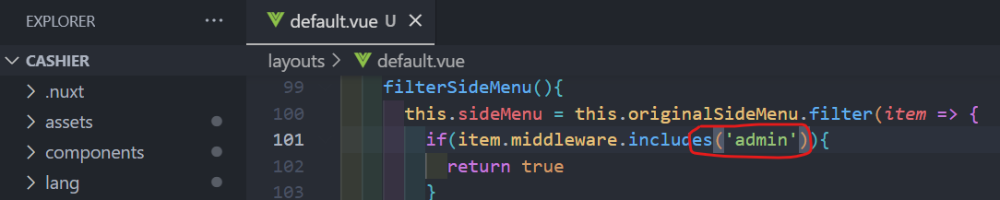 EXPLORER ···
default.vue U ×
CASHIER
layouts > default.vue
> .nuxt
> assets
> components
> lang
99 filterSideMenu(){
100 this.sideMenu = this.originalSideMenu.filter(item => {
101 if(item.middleware.includes('admin')){
102 return true
103 }